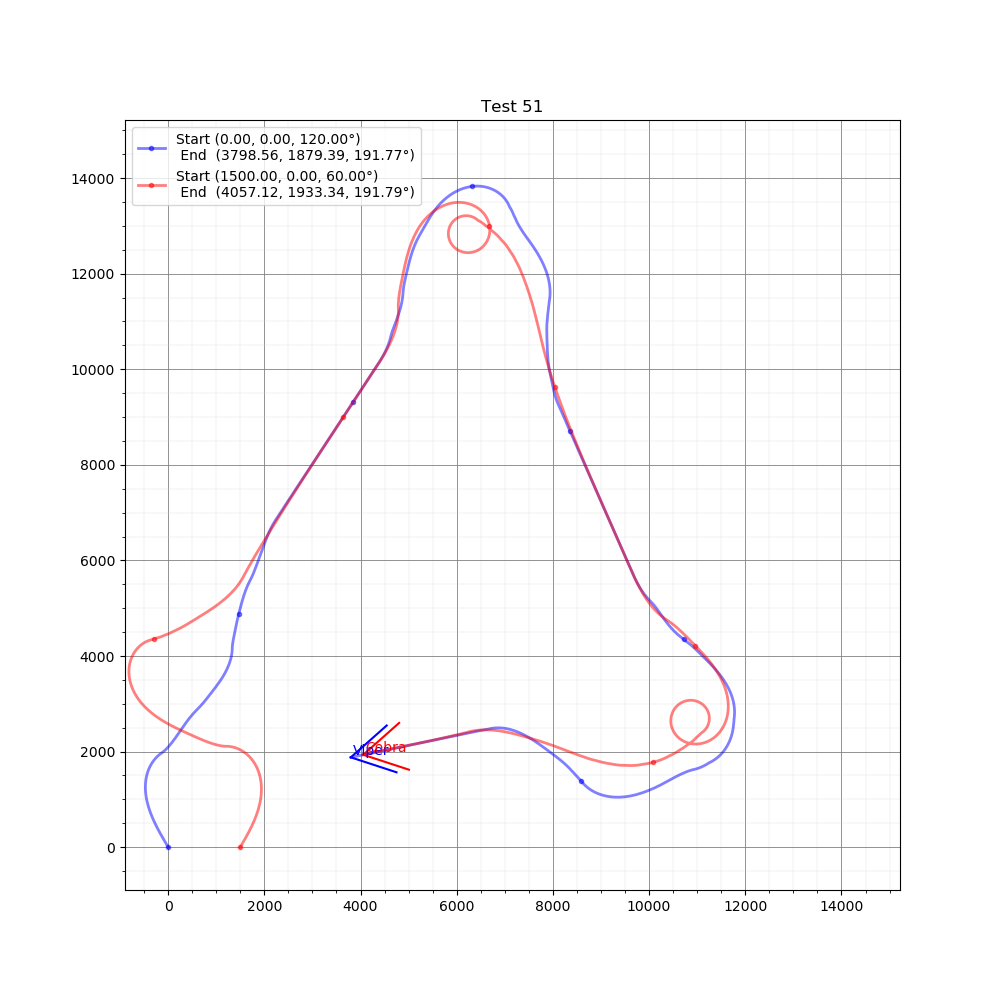 Test 51
Start (0.00, 0.00, 120.00°)
End (3798.56, 1879.39, 191.77°)
Start (1500.00, 0.00, 60.00°)
End (4057.12, 1933.34, 191.79°)
14000
12000
10000
8000
6000
4000
2000
0
0 2000 4000 6000 8000 10000 12000 14000